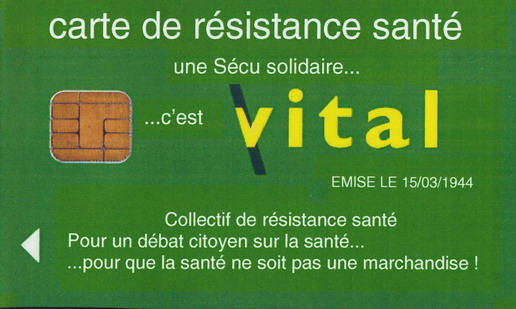 carte de résistance santé
une Sécu solidaire...
...c'est vital
EMISE LE 15/03/1944
Collectif de résistance santé
Pour un débat citoyen sur la santé...
...pour que la santé ne soit pas une marchandise !